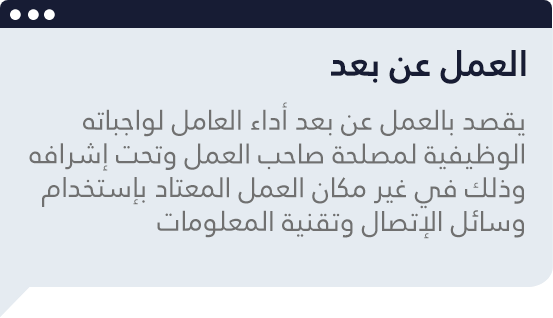 العمل عن بعد
يقصد بالعمل عن بعد أداء العامل لواجباته
الوظيفية لمصلحة صاحب العمل وتحت إشرافه
وذلك في غير مكان العمل المعتاد بإستخدام
وسائل الإتصال وتقنية المعلومات